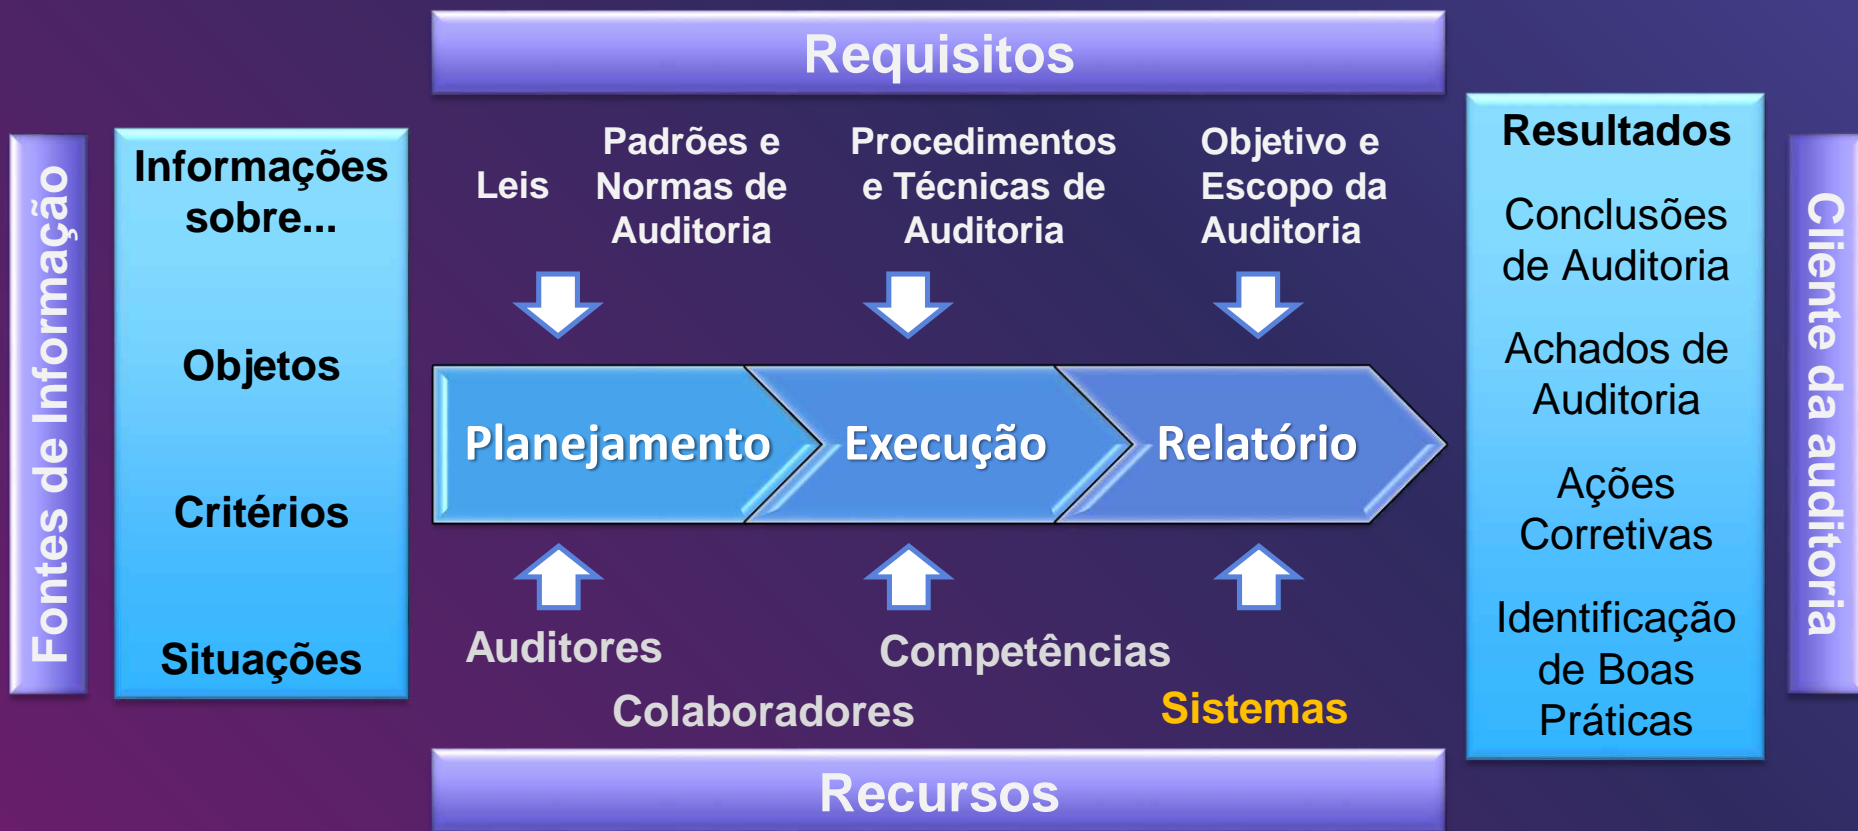 Requisitos
Fontes de Informação
Informações
sobre...
Objetos
Critérios
Situações
Leis
Padrões e
Normas de
Auditoria
Procedimentos
e Técnicas de
Auditoria
Objetivo e
Escopo da
Auditoria
Planejamento
Execução
Relatório
Auditores
Colaboradores
Competências
Sistemas
Recursos
Resultados
Conclusões
de Auditoria
Achados de
Auditoria
Ações
Corretivas
Identificação
de Boas
Práticas
Cliente da auditoria